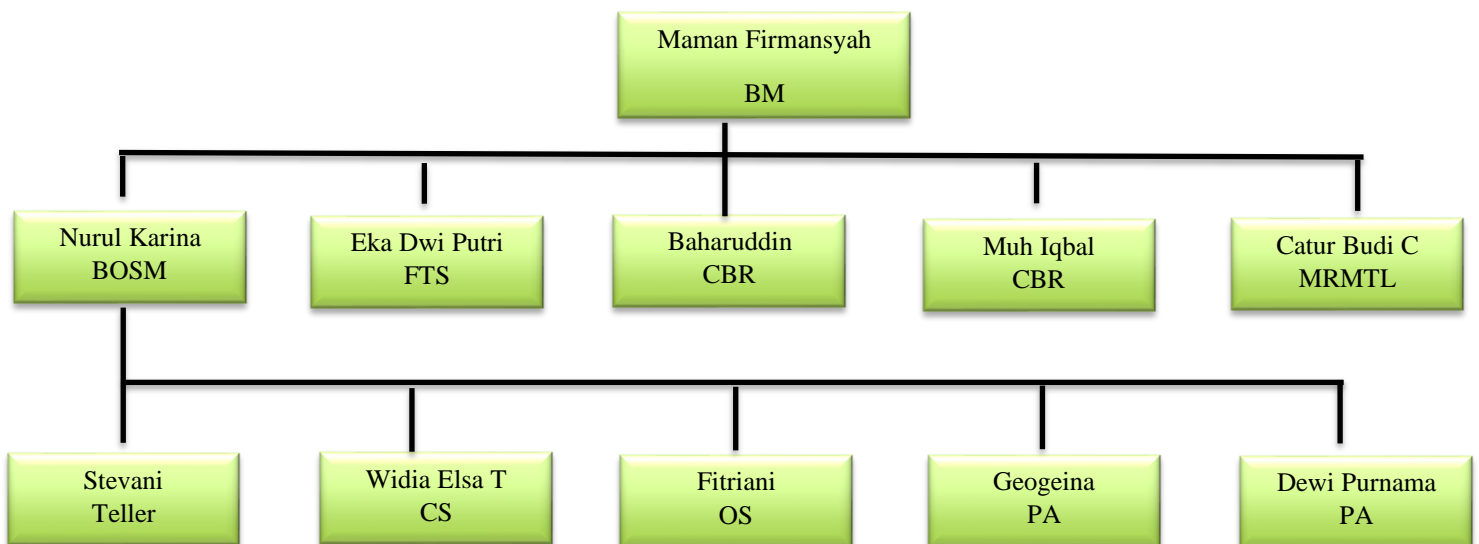 Maman Firmansyah
BM
Nurul Karina
BOSM
Eka Dwi Putri
FTS
Baharuddin
CBR
Muh Iqbal
CBR
Catur Budi C
MRMTL
Stevani
Teller
Widia Elsa T
CS
Fitriani
OS
Geogeina
PA
Dewi Purnama
PA